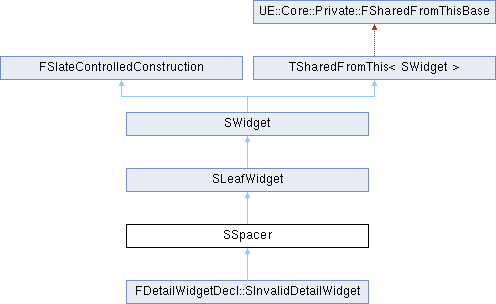 UE::Core::Private::FSharedFromThisBase
FSlateControlledConstruction
TSharedFromThis< SWidget >
SWidget
SLeafWidget
SSpacer
FDetailWidgetDecl::SInvalidDetailWidget